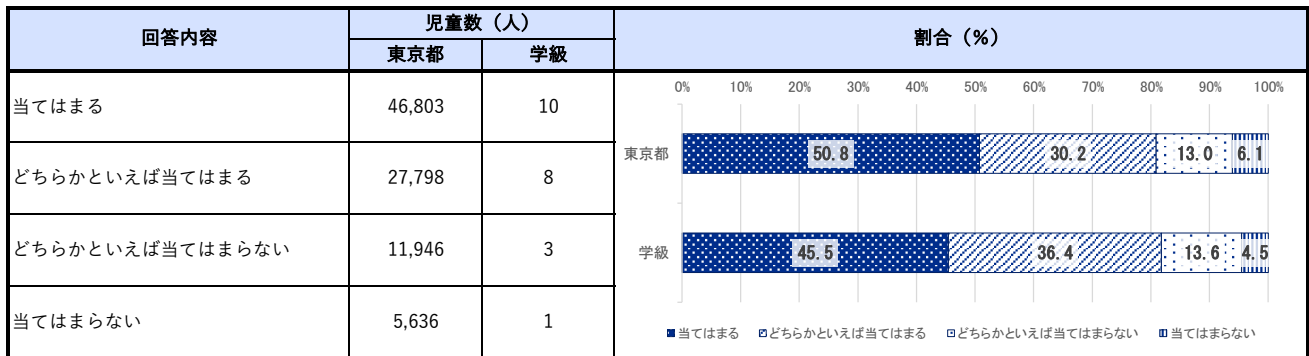 回答内容
児童数（人）
東京都
学級
割合（%）
当てはまる
46,803
10
どちらかといえば当てはまる
27,798
8
どちらかといえば当てはまらない
11,946
3
当てはまらない
5,636
1
0% 10% 20% 30% 40% 50% 60% 70% 80% 90% 100%
東京都 50.8 30.2 13.0 6.1
学級 45.5 36.4 13.6 4.5
当てはまる どちらかといえば当てはまる どちらかといえば当てはまらない 当てはまらない